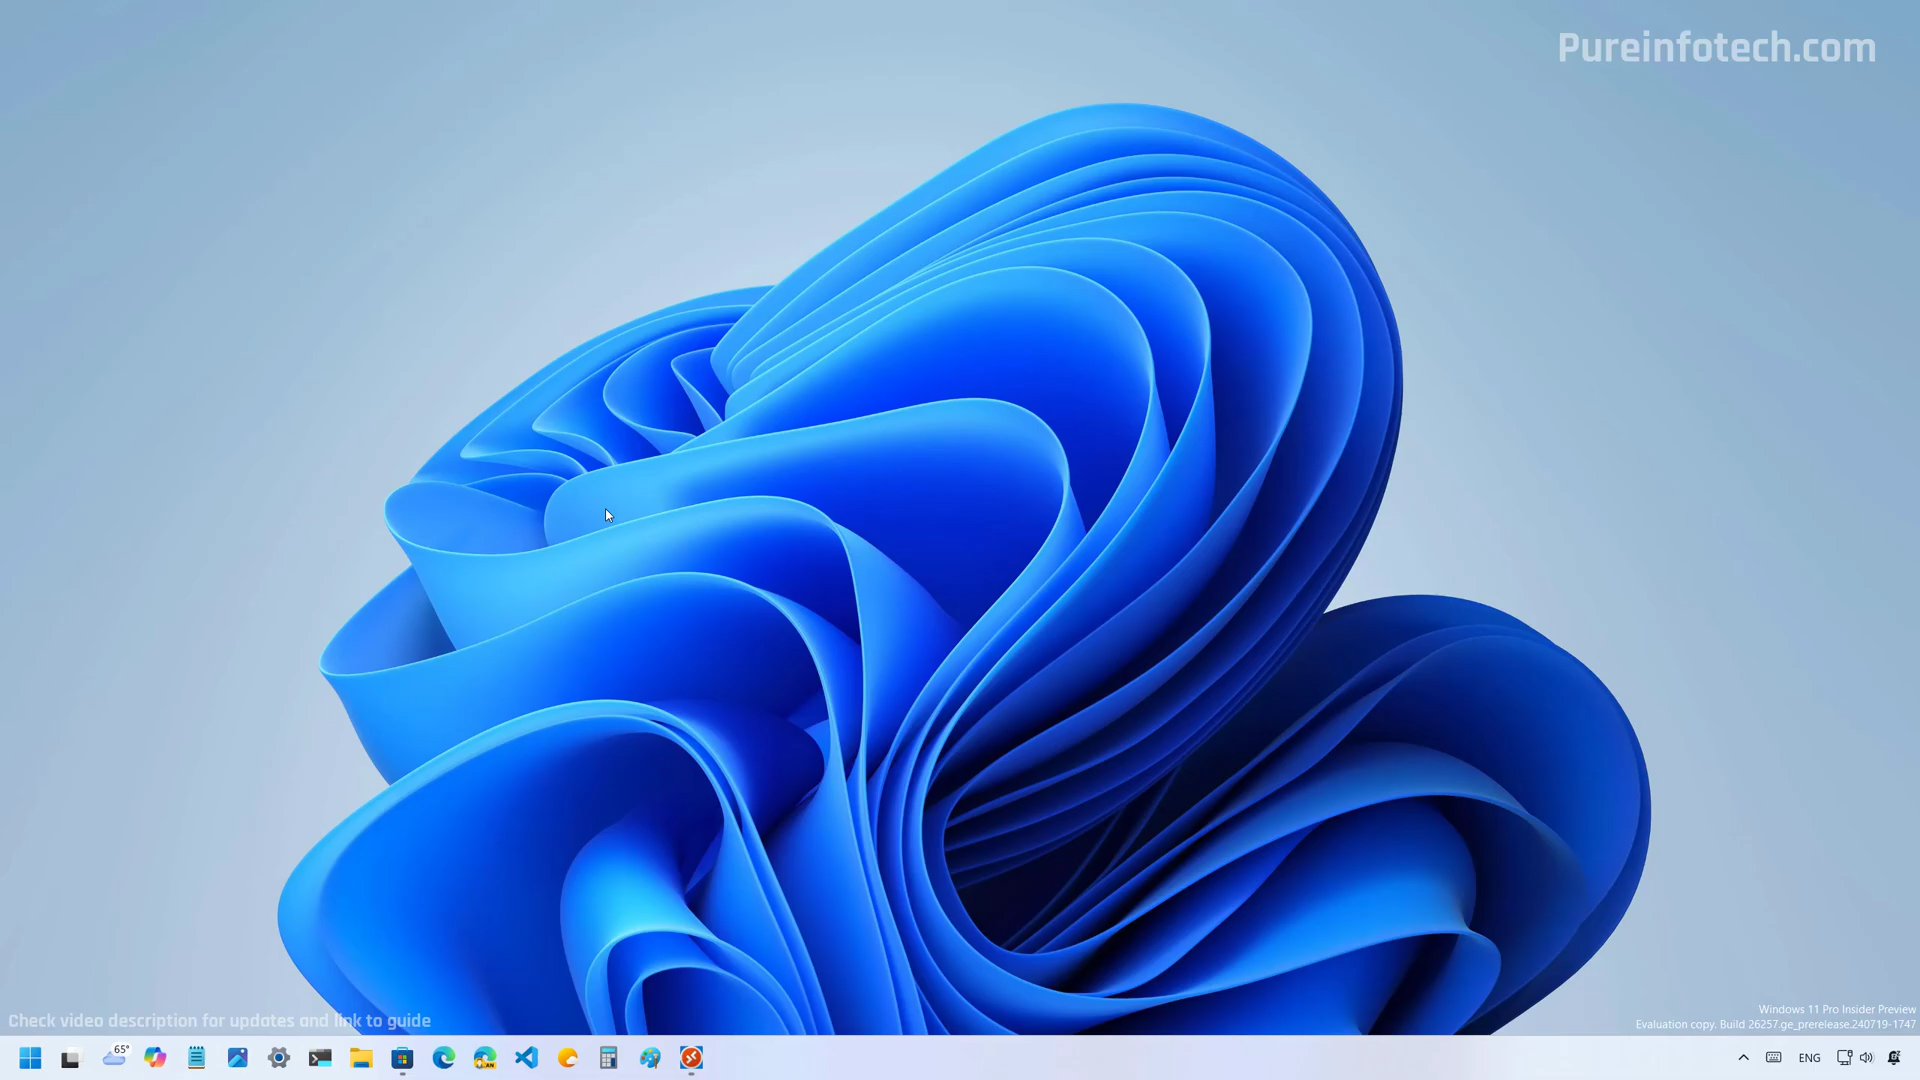 Pureinfotech.com
Check video description for updates and link to guide
Windows 11 Pro Insider Preview
Evaluation copy. Build 26257.ge_prerelease.240719-1747
65°
ENG